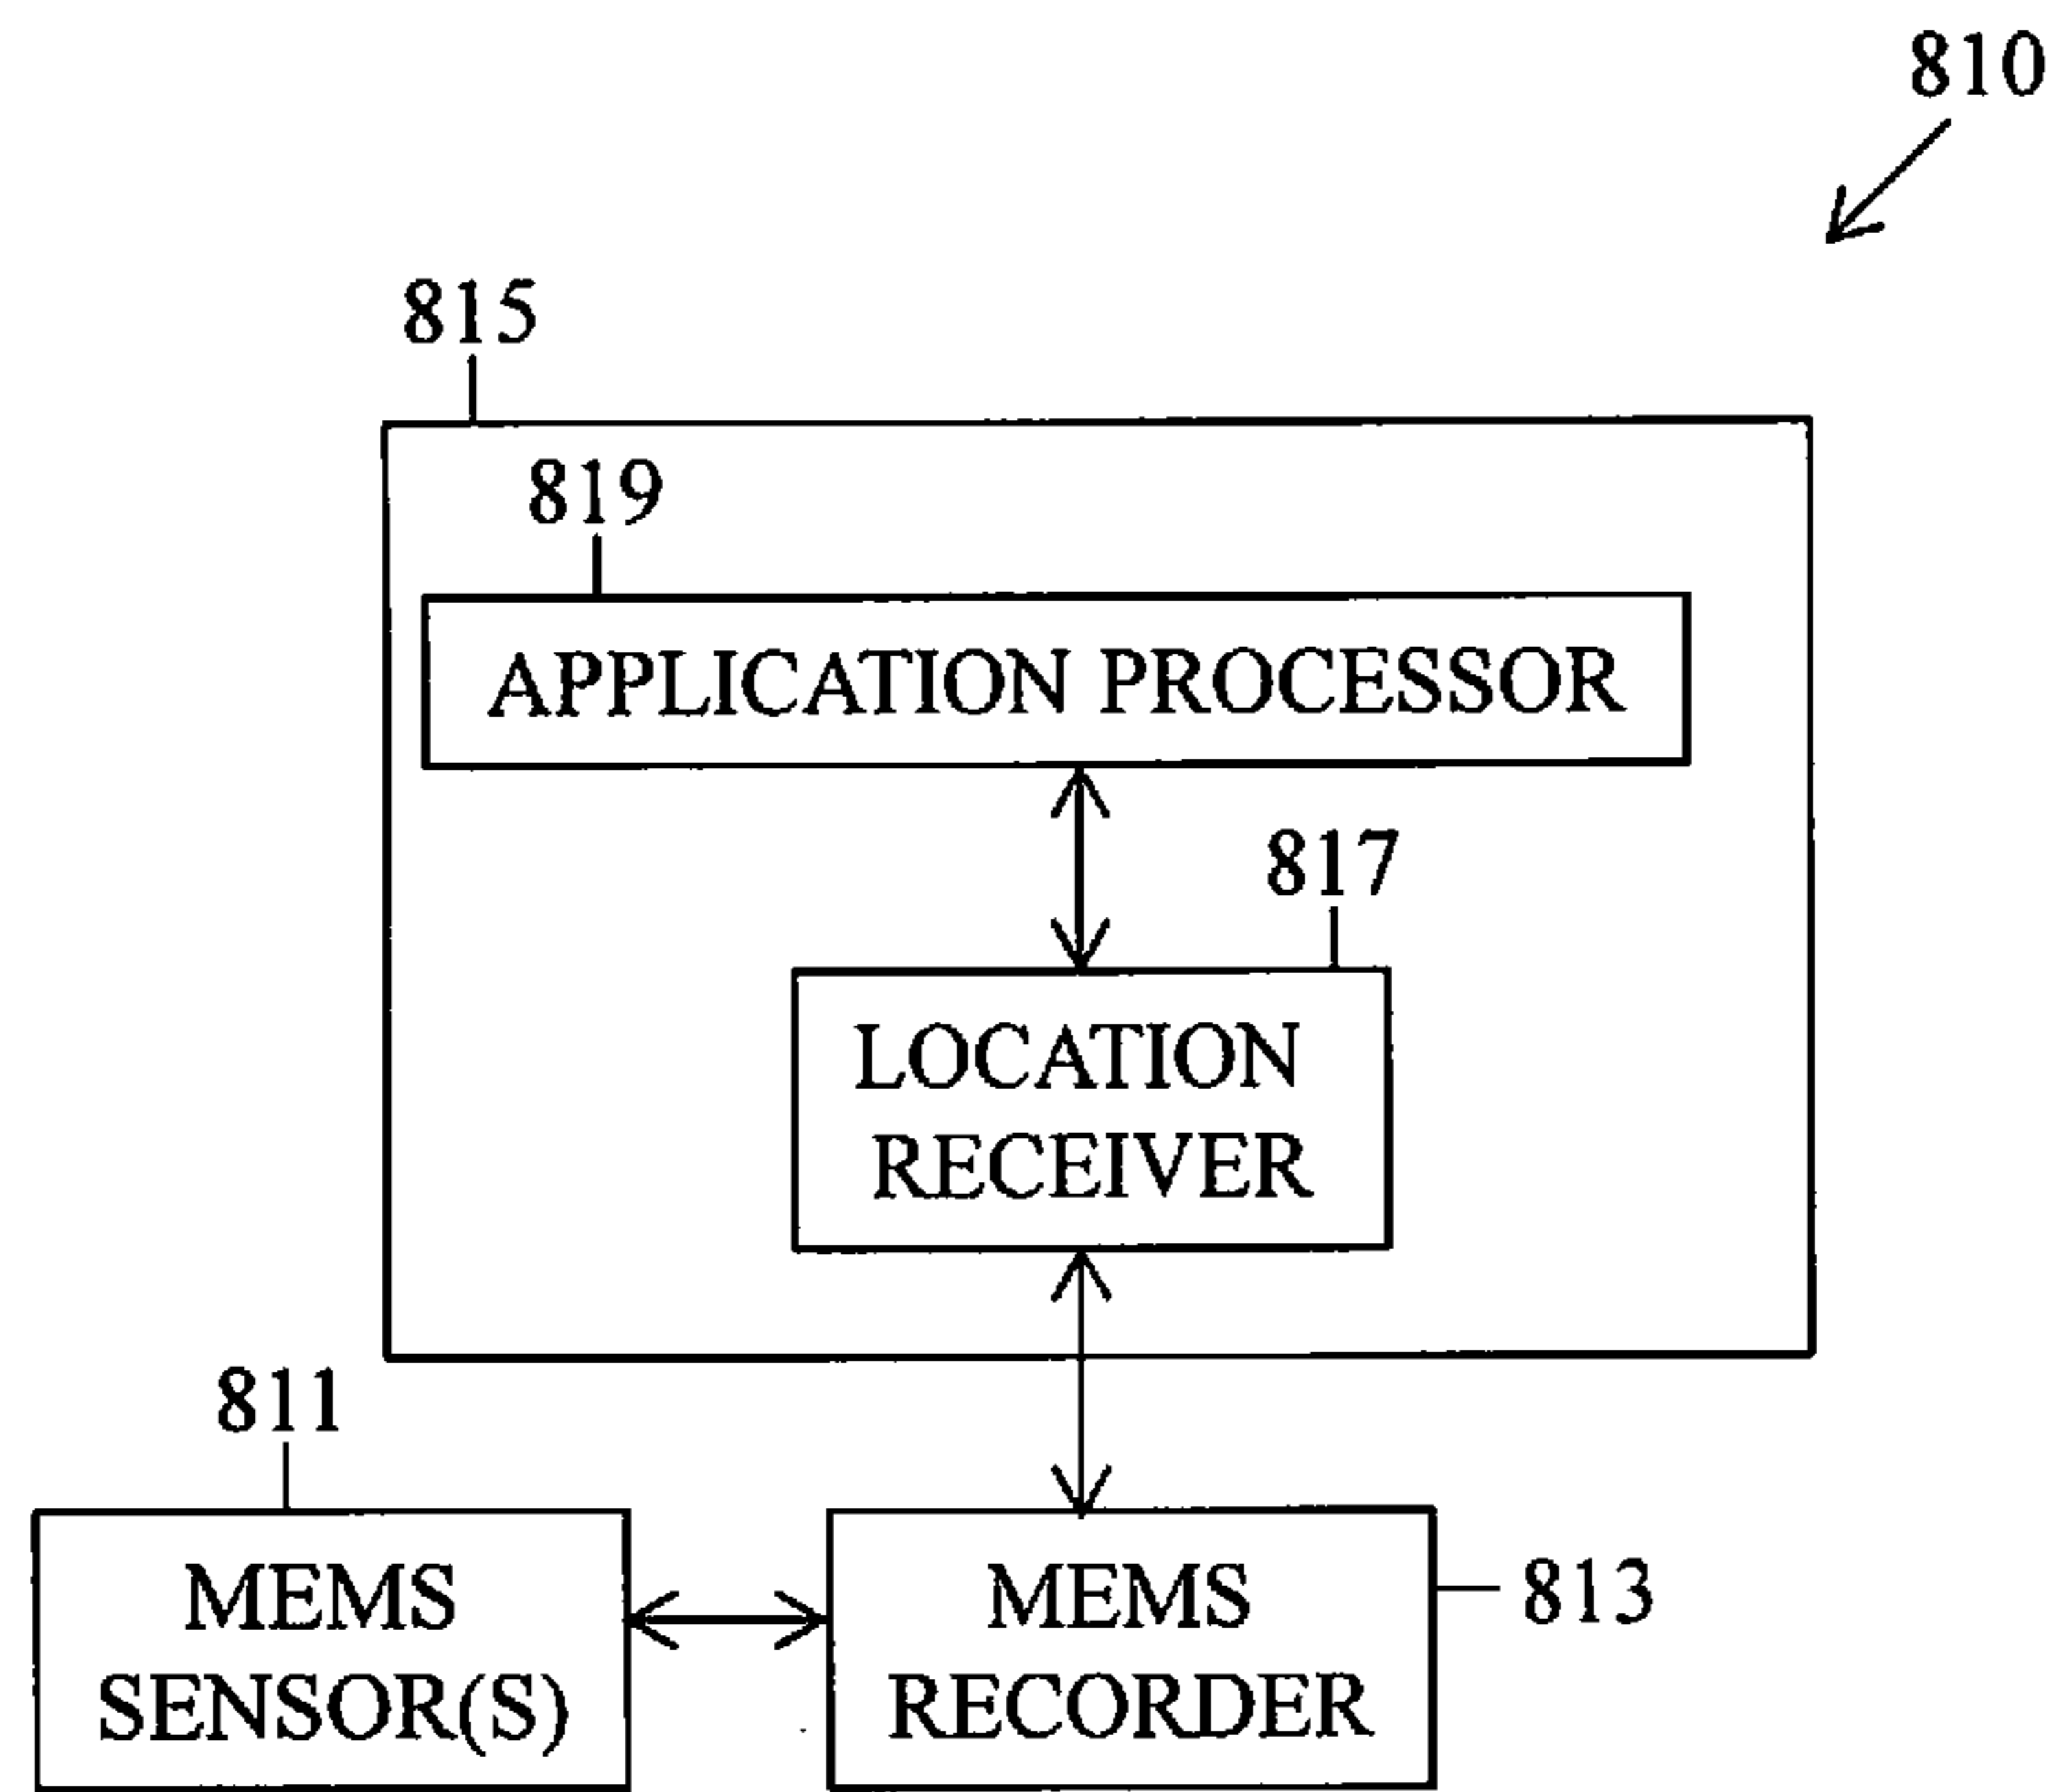 810
815
819
APPLICATION PROCESSOR
817
LOCATION
RECEIVER
811
MEMS
SENSOR(S)
MEMS
RECORDER
813